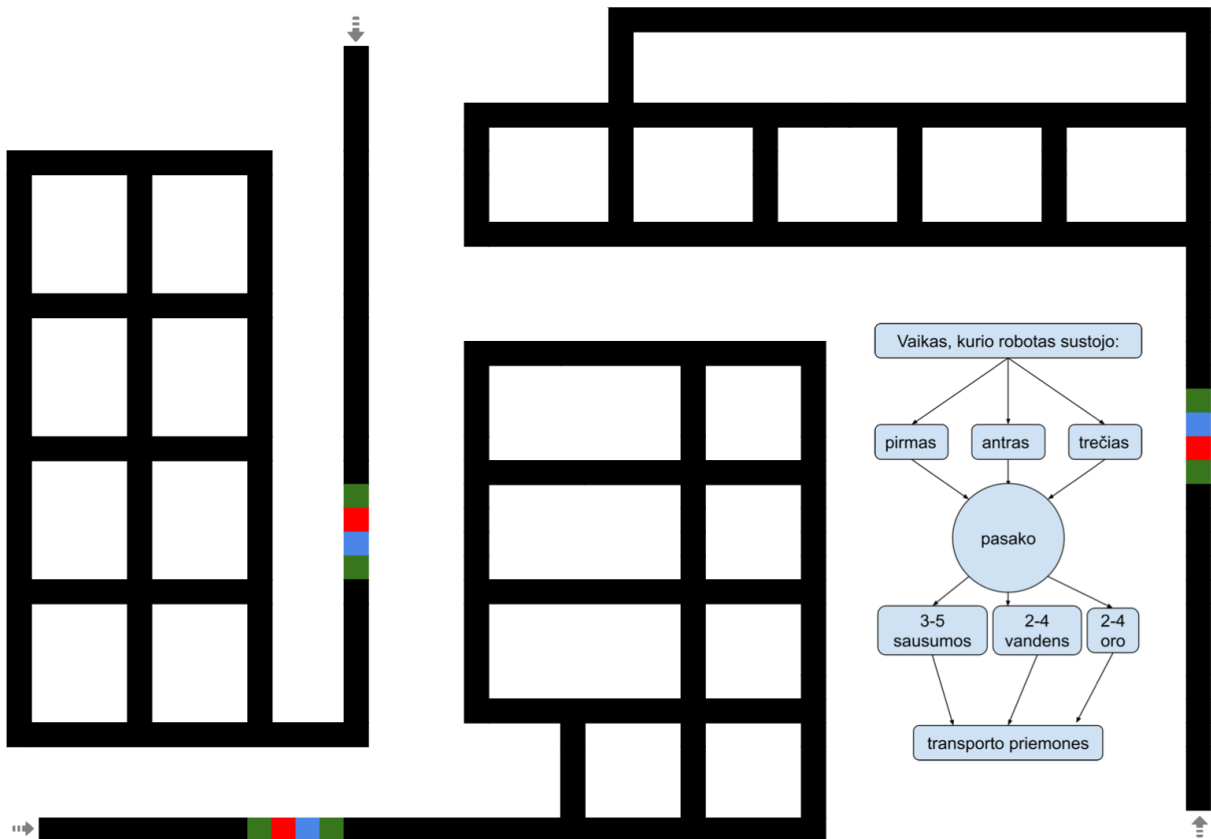 Vaikas, kurio robotas sustojo:
pirmas
antras
trečias
pasako
3-5
sausumos
2-4
vandens
2-4
oro
transporto priemones